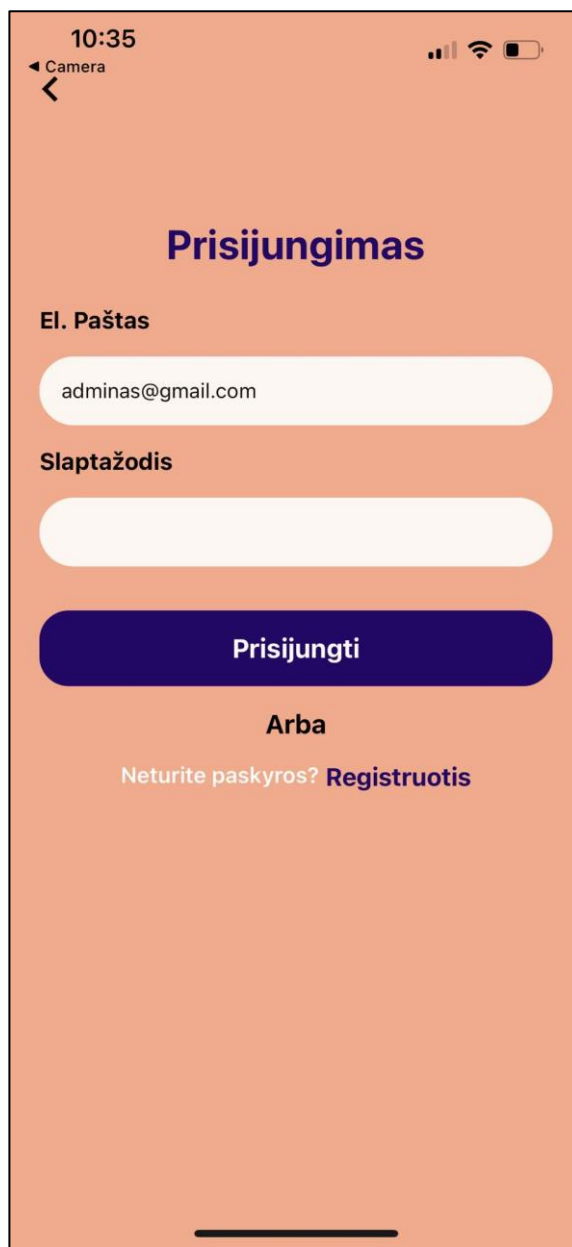 10:35
◀ Camera
Prisijungimas
El. Paštas
adminas@gmail.com
Slaptažodis
Prisijungti
Arba
Neturite paskyros? Registruotis